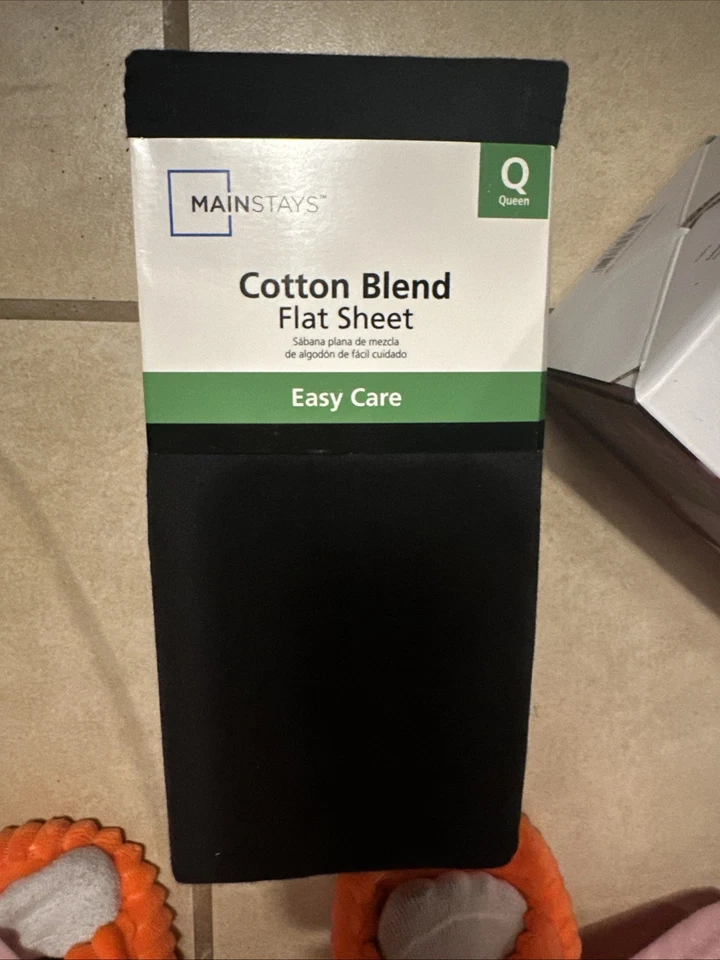 MAINSTAYS™
Q
Queen
Cotton Blend
Flat Sheet
Sábana plana de mezcla
de algodón de fácil cuidado
Easy Care